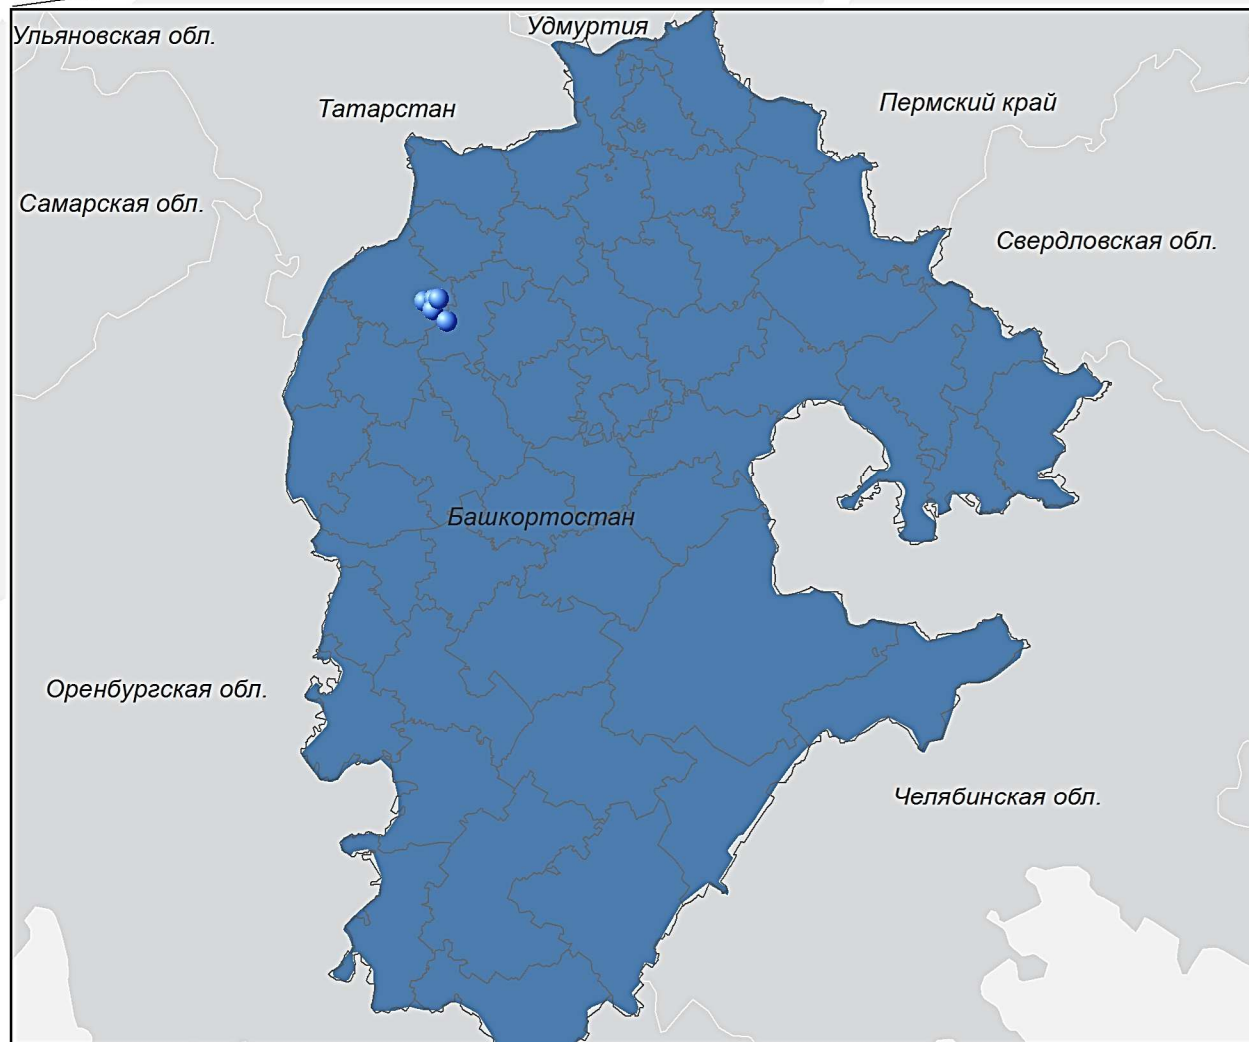 Ульяновская обл.
Удмуртия
Татарстан
Пермский край
Самарская обл.
Свердловская обл.
Башкортостан
Оренбургская обл.
Челябинская обл.